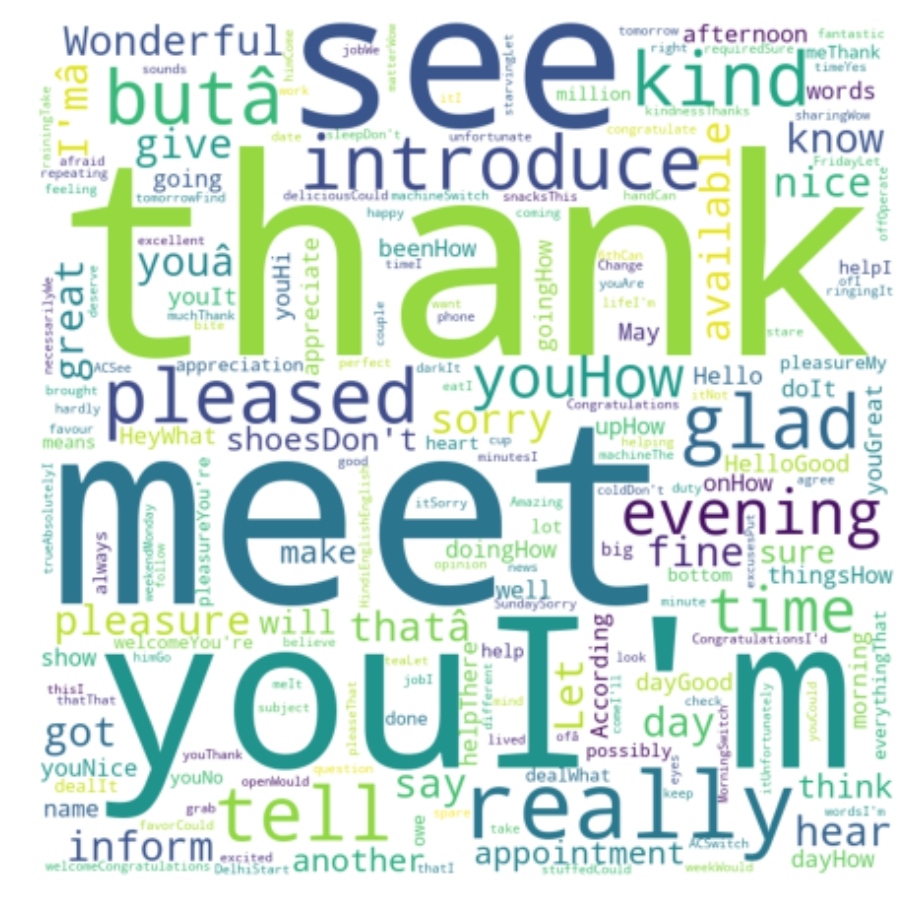 Wonderful
see
jobWe
matterWow
himCome
starvingLet
tomorrow
right
requiredSure
afternoon
fantastic
meThank
timeYes
sounds
work
itI
million
kind
words
I'mâ
butâ
kindnessThanks
sharingWow
rainingTake
date
sleepDon't
unfortunate
congratulate
available
know
give
introduce
afraid
repeating
feeling
going
tomorrowFind
FridayLet
nice
offOperate
deliciousCould
machineSwitch
snacksThis
handCan
thank
happy
coming
excellent
beenHow
timeI
goingHow
6thCan
Change
youAre
helpI
ofI
ringingIt
youâ
youHi
appreciate
youIt
muchThank
bite
couple
want
phone
lifeI'm
May
stare
great
deserve
necessarilyWe
ACSee
appreciation
perfect
darkIt
eatI
youHow
Hello
itNot
pleasureMy
doIt
brought
hardly
favour
means
pleased
sorry
Congratulations
upHow
glad
youGreat
HeyWhat
shoesDon't
heart
cup
minutesI
helping
machineThe
HelloGood
agree
trueAbsolutelyI
always
weekendMonday
follow
pleasureYou're
good
HindiEnglishEnglish
itSorry
Amazing
coldDon't
duty
onHow
excusesPut
meet
evening
make
doingHow
opinion
news
lot
big
fine
sure
bottom
thingsHow
well
SundaySorry
minute
time
pleasure
will
thatâ
welcomeYou're
believe
According
CongratulationsI'd
morning
everythingThat
show
himGo
youI'm
teaLet
jobI
help
helpThere
different
mind
lived
Let
ofâ
comeI'll
look
dayGood
check
thisI
thatThat
meIt
subject
pleaseThat
done
day
possibly
eyes
keep
MorningSwitch
itUnfortunately
youCould
got
youThank
question
youNice
youNo
openWould
say
dealWhat
think
dealIt
name
grab
favorCould
tell
owe
spare
take
really
ACSwitch
wordsI'm
hear
inform
excited
another
thatI
appointment
dayHow
welcomeCongratulations
DelhiStart
stuffedCould
weekWould